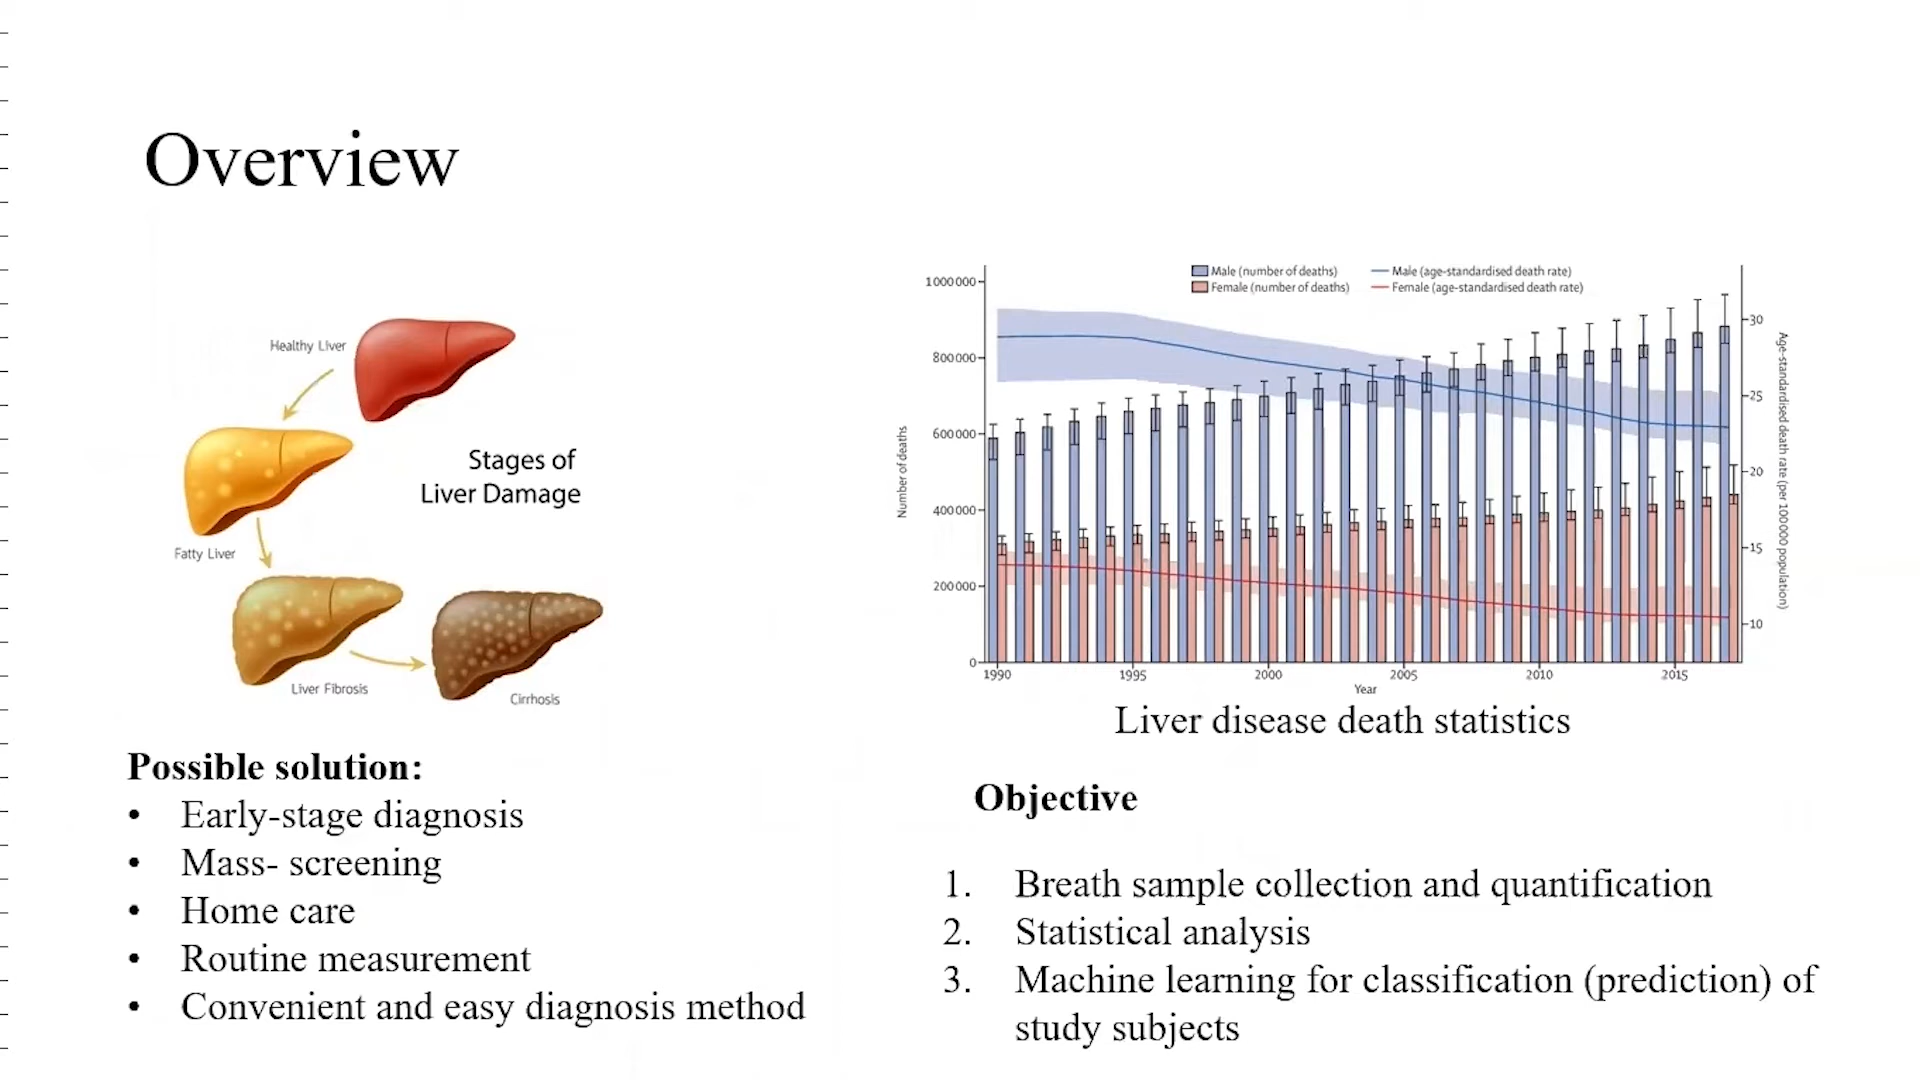 Overview
Healthy Liver
Stages of
Liver Damage
Fatty Liver
Liver Fibrosis
Cirrhosis
Possible solution:
• Early-stage diagnosis
• Mass- screening
• Home care
• Routine measurement
• Convenient and easy diagnosis method
Male (number of deaths)
Female (number of deaths)
Male (age-standardised death rate)
Female (age-standardised death rate)
Number of deaths
1000000
800000
600000
400000
200000
0
30
25
20
15
10
Age-standardised death rate (per 100000 population)
1990 1995 2000 2005 2010 2015
Year
Liver disease death statistics
Objective
1. Breath sample collection and quantification
2. Statistical analysis
3. Machine learning for classification (prediction) of
study subjects